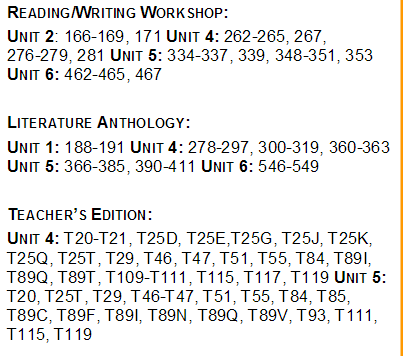 READING/WRITING WORKSHOP:
UNIT 2: 166-169, 171 UNIT 4: 262-265, 267,
276-279, 281 UNIT 5: 334-337, 339, 348-351, 353
UNIT 6: 462-465, 467
LITERATURE ANTHOLOGY:
UNIT 1: 188-191 UNIT 4: 278-297, 300-319, 360-363
UNIT 5: 366-385, 390-411 UNIT 6: 546-549
TEACHER'S EDITION:
UNIT 4: T20-T21, T25D, T25E,T25G, T25J, T25K,
T25Q, T25T, T29, T46, T47, T51, T55, T84, T89I,
T89Q, T89T, T109-T111, T115, T117, T119 UNIT 5:
T20, T25T, T29, T46-T47, T51, T55, T84, T85,
T89C, T89F, T89I, T89N, T89Q, T89V, T93, T111,
T115, T119